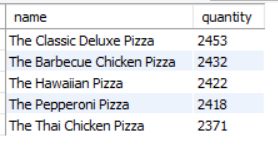 name quantity
The Classic Deluxe Pizza 2453
The Barbecue Chicken Pizza 2432
The Hawaiian Pizza 2422
The Pepperoni Pizza 2418
The Thai Chicken Pizza 2371